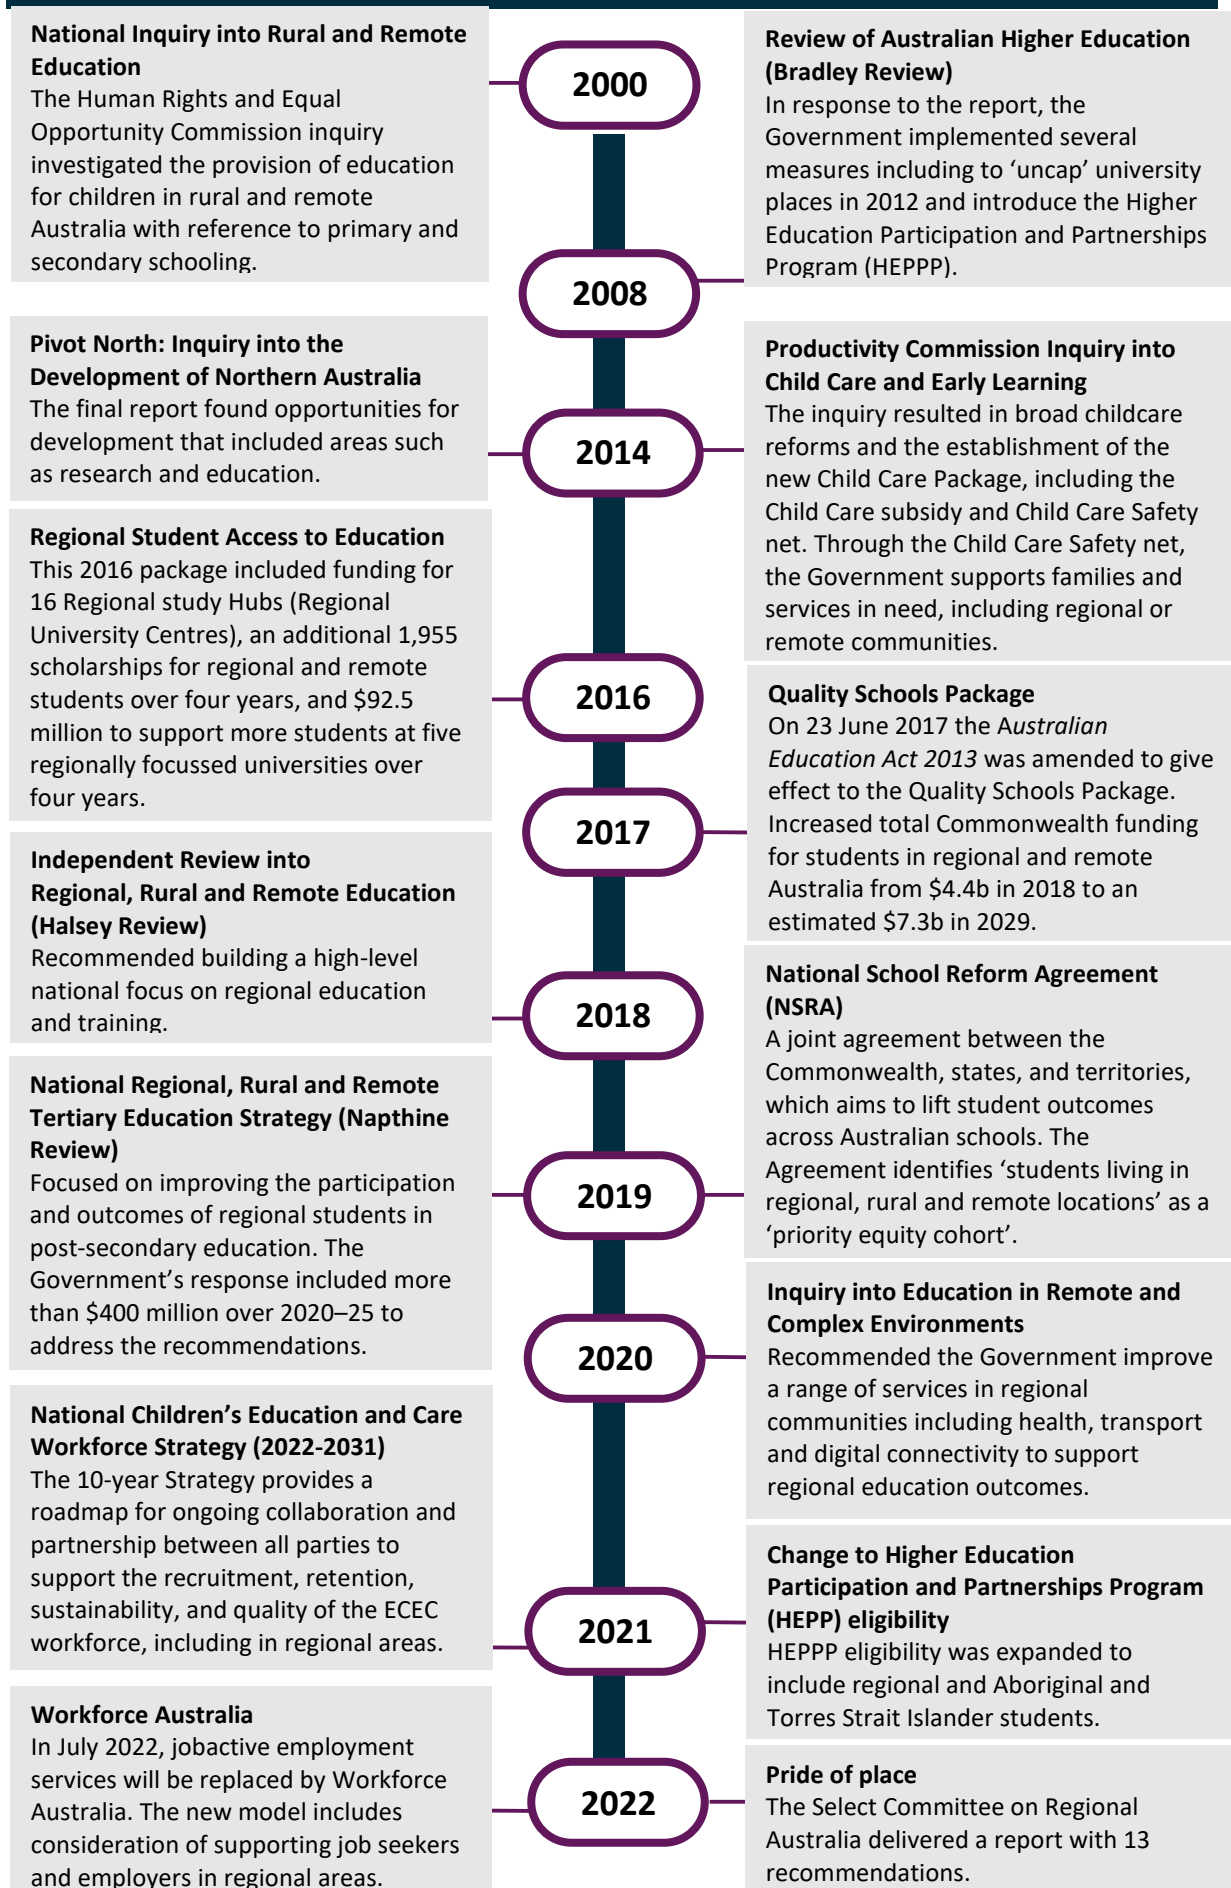 National Inquiry into Rural and Remote
Education
The Human Rights and Equal
Opportunity Commission inquiry
investigated the provision of education
for children in rural and remote
Australia with reference to primary and
secondary schooling.
2000
Review of Australian Higher Education
(Bradley Review)
In response to the report, the
Government implemented several
measures including to ‘uncap’ university
places in 2012 and introduce the Higher
Education Participation and Partnerships
Program (HEPPP).
2008
Pivot North: Inquiry into the
Development of Northern Australia
The final report found opportunities for
development that included areas such
as research and education.
2014
Productivity Commission Inquiry into
Child Care and Early Learning
The inquiry resulted in broad childcare
reforms and the establishment of the
new Child Care Package, including the
Child Care subsidy and Child Care Safety
net. Through the Child Care Safety net,
the Government supports families and
services in need, including regional or
remote communities.
Regional Student Access to Education
This 2016 package included funding for
16 Regional study Hubs (Regional
University Centres), an additional 1,955
scholarships for regional and remote
students over four years, and $92.5
million to support more students at five
regionally focussed universities over
four years.
2016
Quality Schools Package
On 23 June 2017 the Australian
Education Act 2013 was amended to give
effect to the Quality Schools Package.
Increased total Commonwealth funding
for students in regional and remote
Australia from $4.4b in 2018 to an
estimated $7.3b in 2029.
2017
Independent Review into
Regional, Rural and Remote Education
(Halsey Review)
Recommended building a high-level
national focus on regional education
and training.
2018
National School Reform Agreement
(NSRA)
A joint agreement between the
Commonwealth, states, and territories,
which aims to lift student outcomes
across Australian schools. The
Agreement identifies ‘students living in
regional, rural and remote locations’ as a
‘priority equity cohort’.
National Regional, Rural and Remote
Tertiary Education Strategy (Napthine
Review)
Focused on improving the participation
and outcomes of regional students in
post-secondary education. The
Government’s response included more
than $400 million over 2020–25 to
address the recommendations.
2019
Inquiry into Education in Remote and
Complex Environments
Recommended the Government improve
a range of services in regional
communities including health, transport
and digital connectivity to support
regional education outcomes.
2020
National Children’s Education and Care
Workforce Strategy (2022-2031)
The 10-year Strategy provides a
roadmap for ongoing collaboration and
partnership between all parties to
support the recruitment, retention,
sustainability, and quality of the ECEC
workforce, including in regional areas.
2021
Change to Higher Education
Participation and Partnerships Program
(HEPP) eligibility
HEPPP eligibility was expanded to
include regional and Aboriginal and
Torres Strait Islander students.
Workforce Australia
In July 2022, jobactive employment
services will be replaced by Workforce
Australia. The new model includes
consideration of supporting job seekers
and employers in regional areas.
2022
Pride of place
The Select Committee on Regional
Australia delivered a report with 13
recommendations.